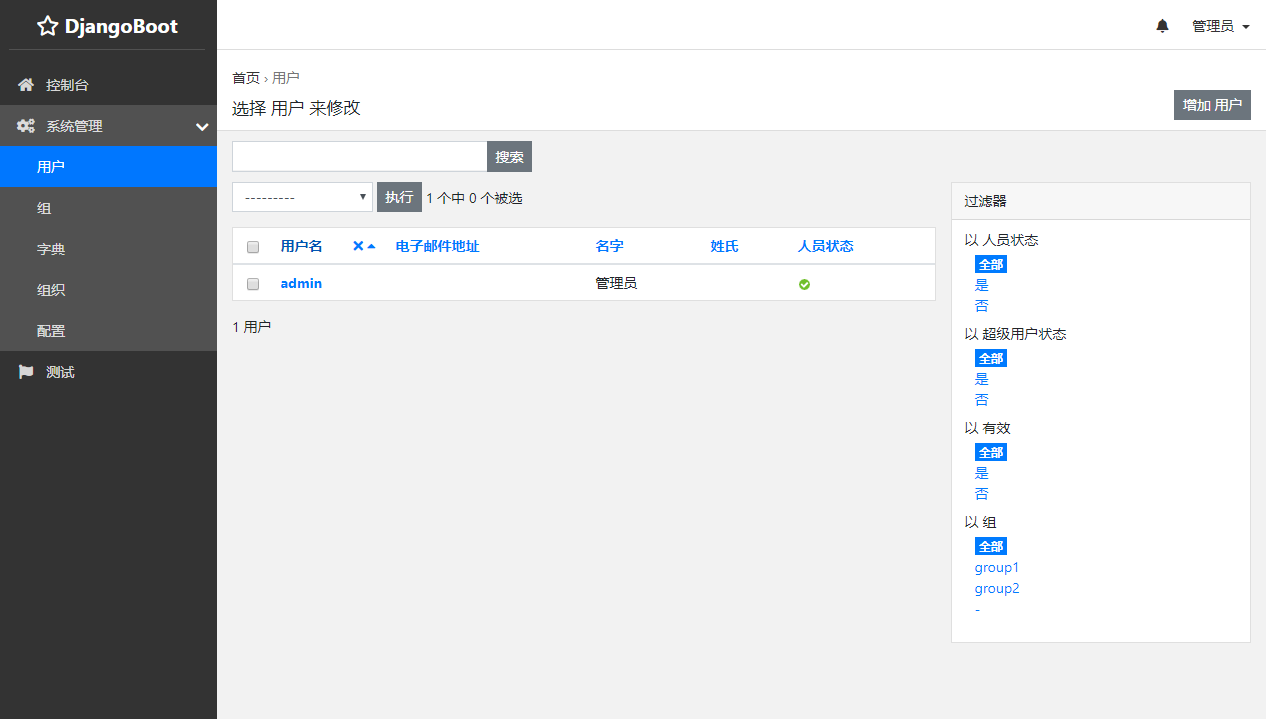 DjangoBoot
管理员
控制台
系统管理
用户
组
字典
组织
配置
测试
首页 › 用户
选择 用户 来修改
增加 用户
搜索
---------
执行
1 个中 0 个被选
用户名 电子邮件地址 名字 姓氏 人员状态
admin 管理员
1 用户
过滤器
以 人员状态
全部
是
否
以 超级用户状态
全部
是
否
以 有效
全部
是
否
以 组
全部
group1
group2
-